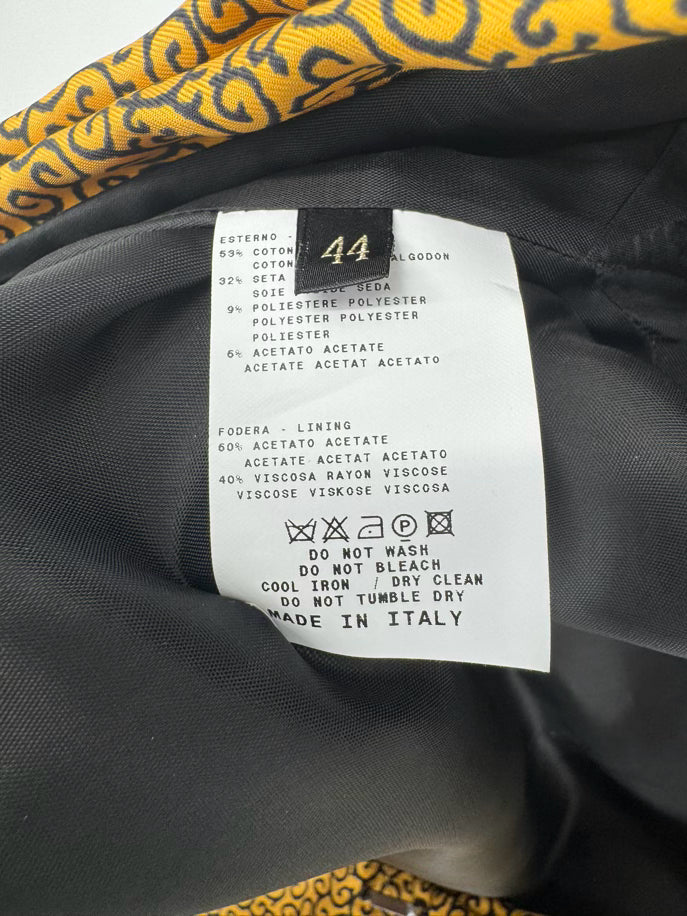 44
ESTERNO -
53% COTON
ALGODON
COTON
32% SETA
SOIE SEDA
9% POLIESTERE POLYESTER
POLYESTER POLYESTER
POLIESTER
6% ACETATO ACETATE
ACETATE ACETAT ACETATO
FODERA - LINING
60% ACETATO ACETATE
ACETATE ACETAT ACETATO
40% VISCOSA RAYON VISCOSE
VISCOSE VISKOSE VISCOSA
P
DO NOT WASH
DO NOT BLEACH
COOL IRON / DRY CLEAN
DO NOT TUMBLE DRY
MADE IN ITALY